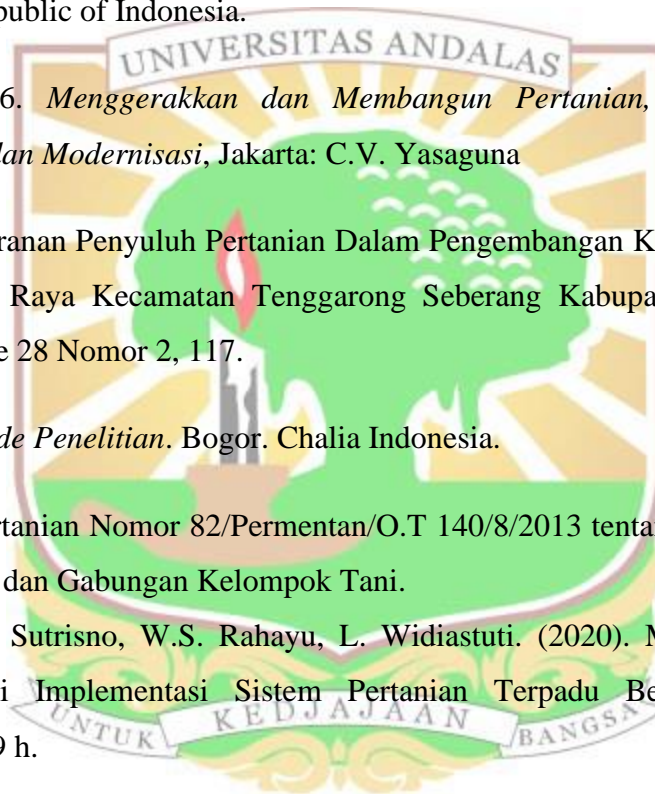 public of Indonesia.
UNIVERSITAS ANDALAS
6. Menggerakkan dan Membangun Pertanian,
dan Modernisasi, Jakarta: C.V. Yasaguna
ranan Penyuluh Pertanian Dalam Pengembangan K
Raya Kecamatan Tenggarong Seberang Kabupa
e 28 Nomor 2, 117.
de Penelitian. Bogor. Chalia Indonesia.
rtanian Nomor 82/Permentan/O.T 140/8/2013 tenta
dan Gabungan Kelompok Tani.
Sutrisno, W.S. Rahayu, L. Widiastuti. (2020). M
i Implementasi Sistem Pertanian Terpadu Be
UNTUK KEDJAJAAN BANGSA
9 h.